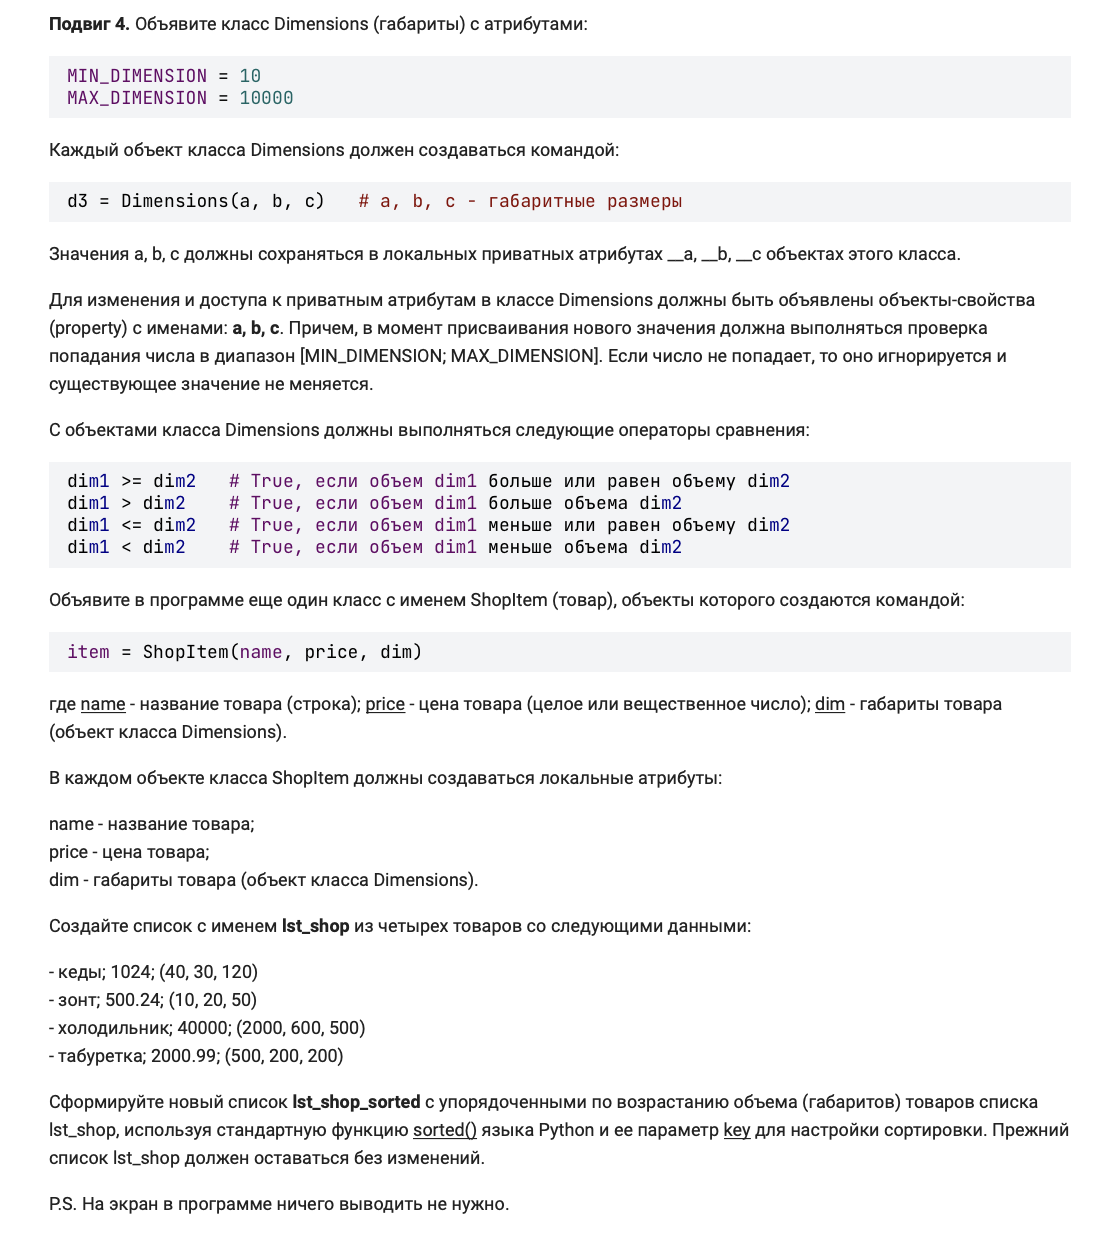 Подвиг 4. Объявите класс Dimensions (габариты) с атрибутами:
MIN_DIMENSION = 10
MAX_DIMENSION = 10000
Каждый объект класса Dimensions должен создаваться командой:
d3 = Dimensions(a, b, c)   # a, b, c - габаритные размеры
Значения a, b, c должны сохраняться в локальных приватных атрибутах __a, __b, __c объектах этого класса.
Для изменения и доступа к приватным атрибутам в классе Dimensions должны быть объявлены объекты-свойства
(property) с именами: a, b, c. Причем, в момент присваивания нового значения должна выполняться проверка
попадания числа в диапазон [MIN_DIMENSION; MAX_DIMENSION]. Если число не попадает, то оно игнорируется и
существующее значение не меняется.
С объектами класса Dimensions должны выполняться следующие операторы сравнения:
dim1 >= dim2   # True, если объем dim1 больше или равен объему dim2
dim1 > dim2    # True, если объем dim1 больше объема dim2
dim1 <= dim2   # True, если объем dim1 меньше или равен объему dim2
dim1 < dim2    # True, если объем dim1 меньше объема dim2
Объявите в программе еще один класс с именем ShopItem (товар), объекты которого создаются командой:
item = ShopItem(name, price, dim)
где name - название товара (строка); price - цена товара (целое или вещественное число); dim - габариты товара
(объект класса Dimensions).
В каждом объекте класса ShopItem должны создаваться локальные атрибуты:
name - название товара;
price - цена товара;
dim - габариты товара (объект класса Dimensions).
Создайте список с именем lst_shop из четырех товаров со следующими данными:
- кеды; 1024; (40, 30, 120)
- зонт; 500.24; (10, 20, 50)
- холодильник; 40000; (2000, 600, 500)
- табуретка; 2000.99; (500, 200, 200)
Сформируйте новый список lst_shop_sorted с упорядоченными по возрастанию объема (габаритов) товаров списка
lst_shop, используя стандартную функцию sorted() языка Python и ее параметр key для настройки сортировки. Прежний
список lst_shop должен оставаться без изменений.
P.S. На экран в программе ничего выводить не нужно.